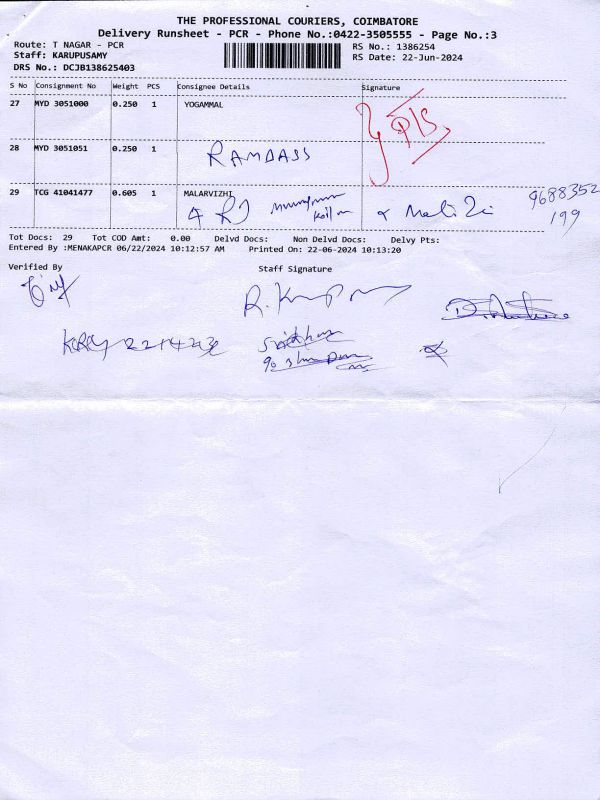 THE PROFESSIONAL COURIERS, COIMBATORE
Delivery Runsheet - PCR - Phone No.:0422-3505555 - Page No.:3
Route: T NAGAR - PCR
Staff: KARUPUSAMY
DRS No.: DCJB138625403
RS No.: 1386254
RS Date: 22-Jun-2024
S No Consignment No Weight PCS Consignee Details Signature
27 MYD 3051000 0.250 1 YOGAMMAL
P/S
28 MYD 3051051 0.250 1
RAMDASS
29 TCG 41041477 0.605 1 MALARVIZHI
9688352
199
Tot Docs: 29 Tot COD Amt: 0.00 Delvd Docs: Non Delvd Docs: Delvy Pts:
Entered By :MENAKAPCR 06/22/2024 10:12:57 AM Printed On: 22-06-2024 10:13:20
Verified By Staff Signature